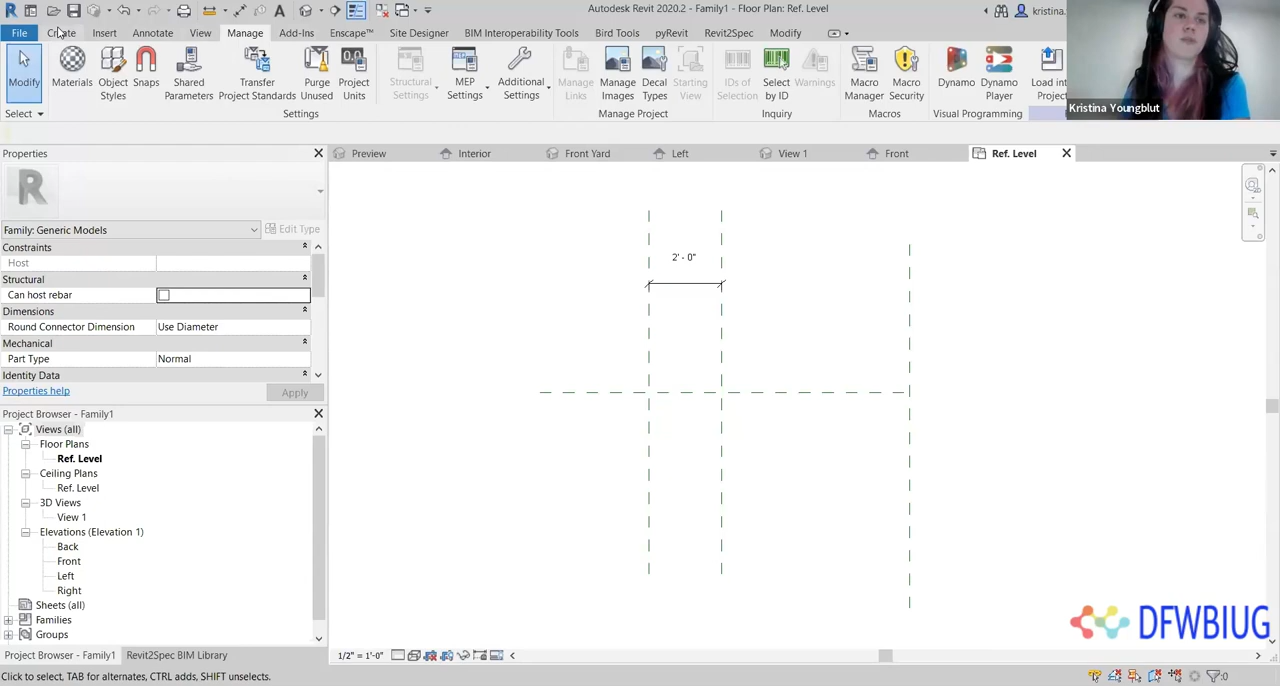 Autodesk Revit 2020.2 - Family1 - Floor Plan: Ref. Level
kristina.
File Create Insert Annotate View Manage Add-Ins Enscape™ Site Designer BIM Interoperability Tools Bird Tools pyRevit Revit2Spec Modify
Modify
Materials
Object Styles
Snaps
Shared Parameters
Transfer Project Standards
Purge Unused
Project Units
Structural Settings
MEP Settings
Additional Settings
Manage Links
Manage Images
Decal Types
Starting View
IDs of Selection
Select by ID
Warnings
Macro Manager
Macro Security
Dynamo
Dynamo Player
Load into Project
Kristina Youngblut
Select
Settings
Manage Project
Inquiry
Macros
Visual Programming
Properties
Preview
Interior
Front Yard
Left
View 1
Front
Ref. Level
Family: Generic Models
Edit Type
Constraints
Host
Structural
Can host rebar
Dimensions
Round Connector Dimension Use Diameter
Mechanical
Part Type Normal
Identity Data
Properties help
Apply
2' - 0"
Project Browser - Family1
Views (all)
Floor Plans
Ref. Level
Ceiling Plans
Ref. Level
3D Views
View 1
Elevations (Elevation 1)
Back
Front
Left
Right
Sheets (all)
Families
Groups
Project Browser - Family1
Revit2Spec BIM Library
1/2" = 1'-0"
DFWBIUG
Click to select, TAB for alternates, CTRL adds, SHIFT unselects.
:0